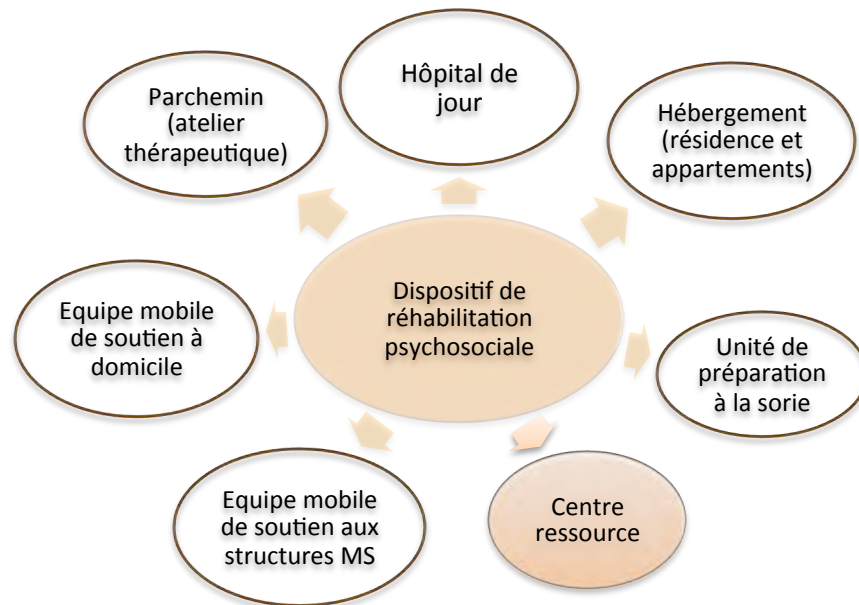 Hôpital de
jour
Parchemin
(atelier
thérapeutique)
Hébergement
(résidence et
appartements)
Dispositif de
réhabilitation
psychosociale
Equipe mobile
de soutien à
domicile
Unité de
préparation
à la sorie
Equipe mobile
de soutien aux
structures MS
Centre
ressource